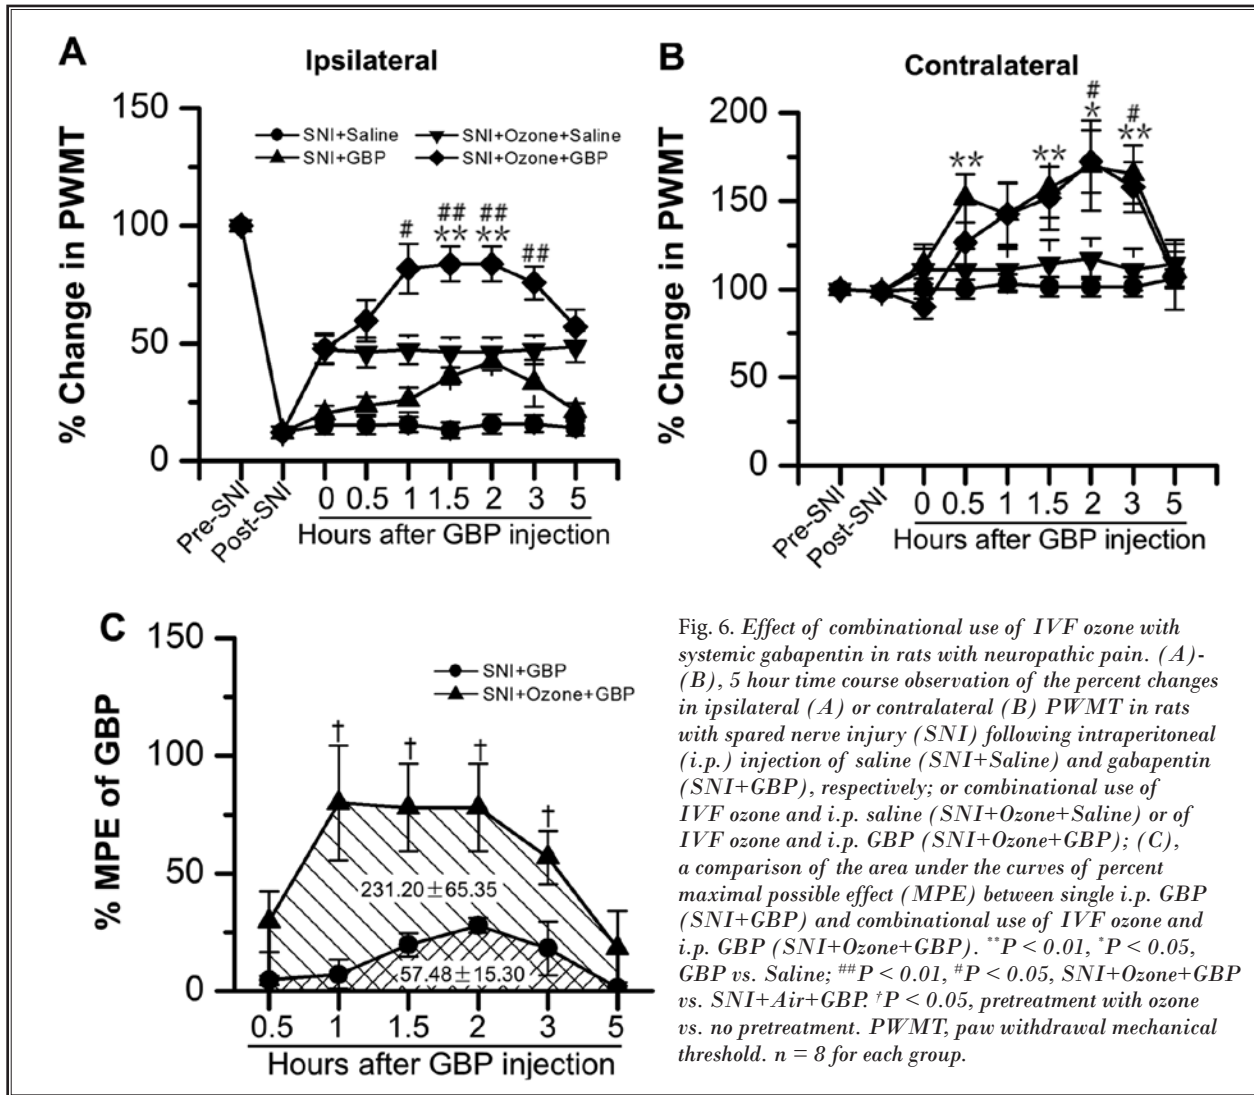 A
Ipsilateral
% Change in PWMT
150
100
50
0
SNI+Saline
SNI+GBP
SNI+Ozone+Saline
SNI+Ozone+GBP
#
##
**
##
**
##
Pre-SNI
Post-SNI
0 0.5 1 1.5 2 3 5
Hours after GBP injection
B
Contralateral
% Change in PWMT
200
150
100
50
0
**
**
#
*
#
**
Pre-SNI
Post-SNI
0 0.5 1 1.5 2 3 5
Hours after GBP injection
C
% MPE of GBP
150
100
50
0
SNI+GBP
SNI+Ozone+GBP
†
†
†
†
231.20±65.35
57.48±15.30
0.5 1 1.5 2 3 5
Hours after GBP injection
Fig. 6. Effect of combinational use of IVF ozone with
systemic gabapentin in rats with neuropathic pain. (A)-
(B), 5 hour time course observation of the percent changes
in ipsilateral (A) or contralateral (B) PWMT in rats
with spared nerve injury (SNI) following intraperitoneal
(i.p.) injection of saline (SNI+Saline) and gabapentin
(SNI+GBP), respectively; or combinational use of
IVF ozone and i.p. saline (SNI+Ozone+Saline) or of
IVF ozone and i.p. GBP (SNI+Ozone+GBP); (C),
a comparison of the area under the curves of percent
maximal possible effect (MPE) between single i.p. GBP
(SNI+GBP) and combinational use of IVF ozone and
i.p. GBP (SNI+Ozone+GBP). **P < 0.01, *P < 0.05,
GBP vs. Saline; ##P < 0.01, #P < 0.05, SNI+Ozone+GBP
vs. SNI+Air+GBP. †P < 0.05, pretreatment with ozone
vs. no pretreatment. PWMT, paw withdrawal mechanical
threshold. n = 8 for each group.